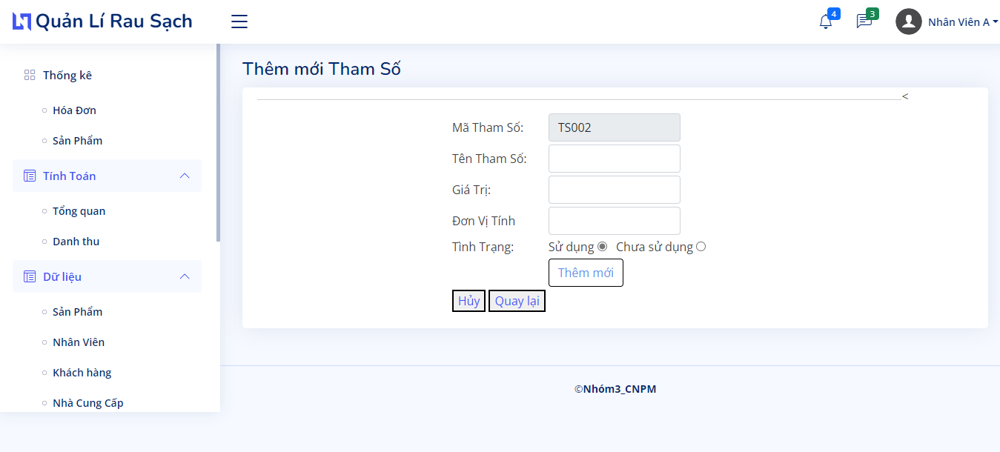 Quản Lí Rau Sạch
4
3
Nhân Viên A
Thống kê
Hóa Đơn
Sản Phẩm
Tính Toán
Tổng quan
Danh thu
Dữ liệu
Sản Phẩm
Nhân Viên
Khách hàng
Nhà Cung Cấp
Thêm mới Tham Số
<
Mã Tham Số: TS002
Tên Tham Số:
Giá Trị:
Đơn Vị Tính
Tình Trạng: Sử dụng Chưa sử dụng
Thêm mới
Hủy Quay lại
©Nhóm3_CNPM